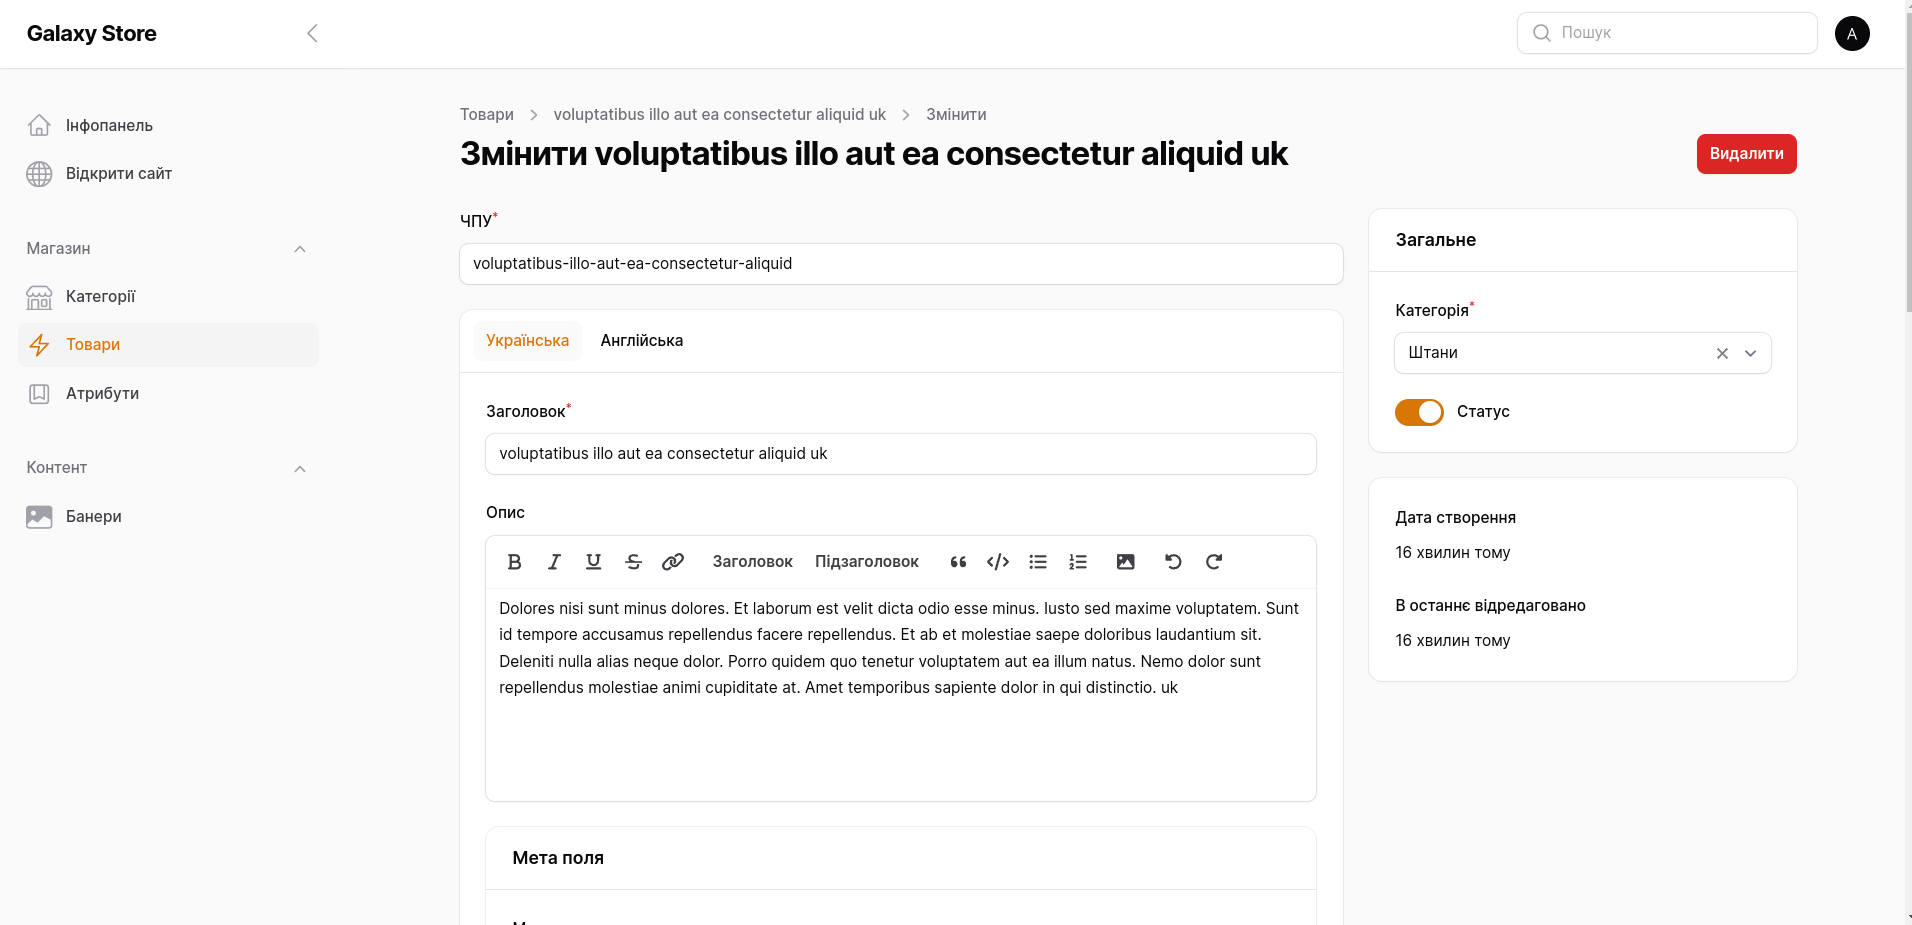 Galaxy Store
Пошук
A
Інфопанель
Відкрити сайт
Магазин
Категорії
Товари
Атрибути
Контент
Банери
Товари > voluptatibus illo aut ea consectetur aliquid uk > Змінити
Змінити voluptatibus illo aut ea consectetur aliquid uk
Видалити
ЧПУ*
voluptatibus-illo-aut-ea-consectetur-aliquid
Українська Англійська
Заголовок*
voluptatibus illo aut ea consectetur aliquid uk
Опис
Заголовок Підзаголовок
Dolores nisi sunt minus dolores. Et laborum est velit dicta odio esse minus. Iusto sed maxime voluptatem. Sunt
id tempore accusamus repellendus facere repellendus. Et ab et molestiae saepe doloribus laudantium sit.
Deleniti nulla alias neque dolor. Porro quidem quo tenetur voluptatem aut ea illum natus. Nemo dolor sunt
repellendus molestiae animi cupiditate at. Amet temporibus sapiente dolor in qui distinctio. uk
Мета поля
Загальне
Категорія*
Штани
Статус
Дата створення
16 хвилин тому
В останнє відредаговано
16 хвилин тому